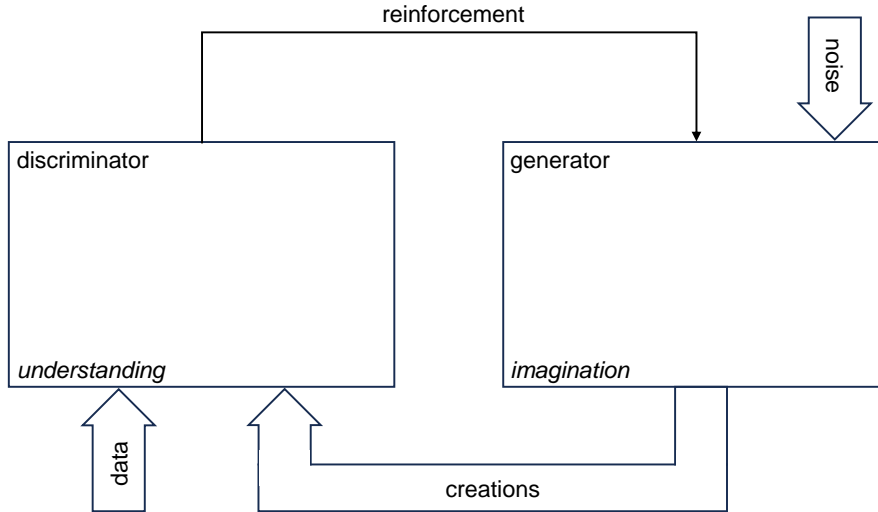 reinforcement
noise
discriminator
generator
understanding
imagination
data
creations